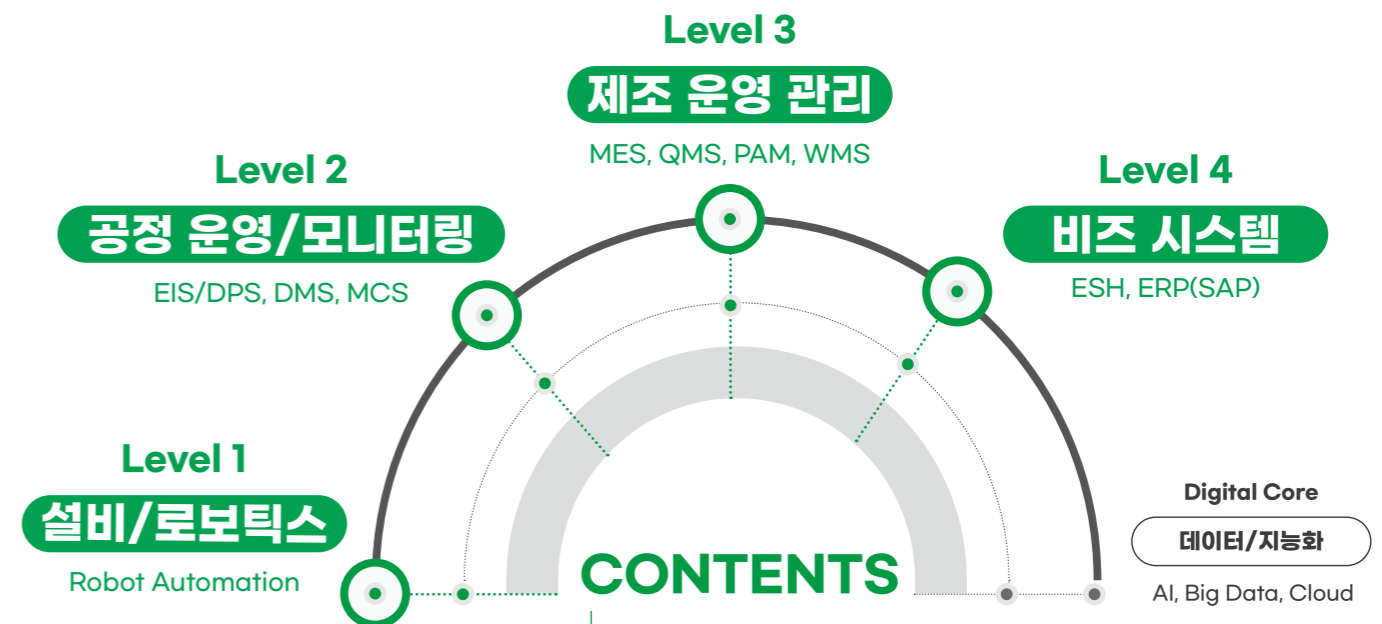 Level 3
제조 운영 관리
MES, QMS, PAM, WMS
Level 2
공정 운영/모니터링
EIS/DPS, DMS, MCS
Level 4
비즈 시스템
ESH, ERP(SAP)
Level 1
설비/로보틱스
Robot Automation
CONTENTS
Digital Core
데이터/지능화
AI, Big Data, Cloud